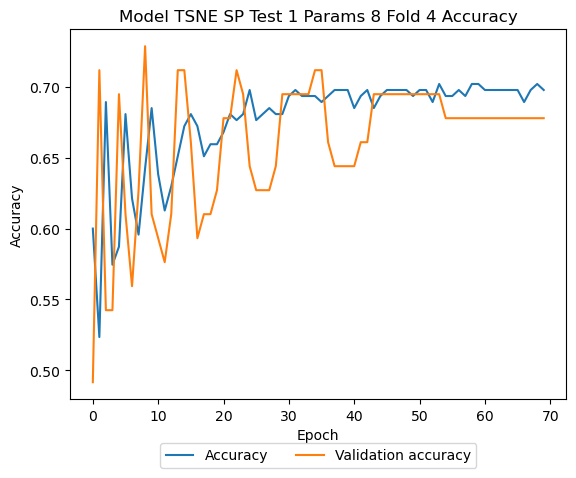 Model TSNE SP Test 1 Params 8 Fold 4 Accuracy
0.70
0.65
0.60
0.55
0.50
Accuracy
0 10 20 30 40 50 60 70
Epoch
Accuracy Validation accuracy